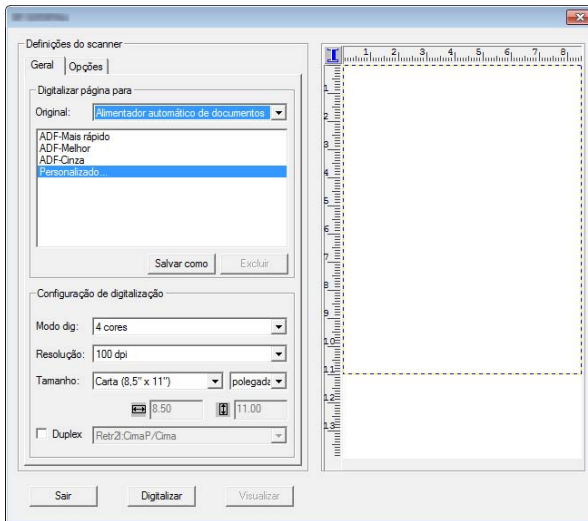 Definições do scanner
Geral
Opções
Digitalizar página para
Original: Alimentador automático de documentos
ADF-Mais rápido
ADF-Melhor
ADF-Cinza
Personalizado...
Salvar como Excluir
Configuração de digitalização
Modo dig: 4 cores
Resolução: 100 dpi
Tamanho: Carta (8,5" x 11") polegada
8.50 11.00
Duplex Retr2l:CimaP/Cima
Sair Digitalizar Visualizar
1 2 3 4 5 6 7 8
1
2
3
4
5
6
7
8
9
10
11
12
13